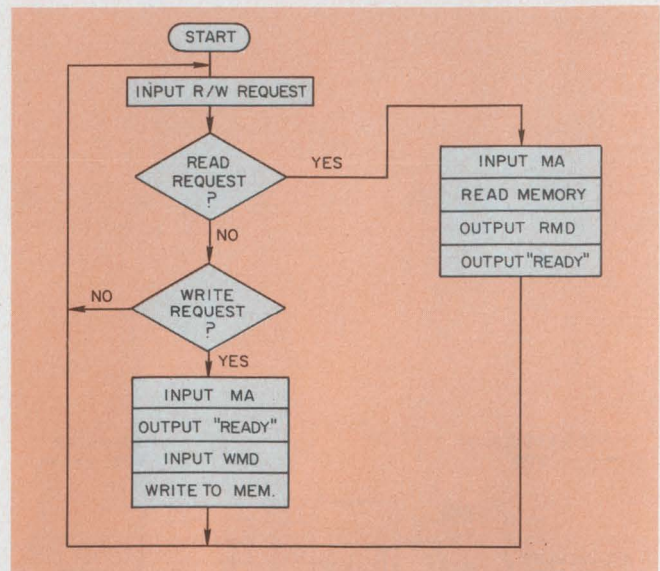 START
INPUT R/W REQUEST
READ
REQUEST
?
YES
NO
INPUT MA
READ MEMORY
OUTPUT RMD
OUTPUT "READY"
WRITE
REQUEST
?
NO
YES
INPUT MA
OUTPUT "READY"
INPUT WMD
WRITE TO MEM.